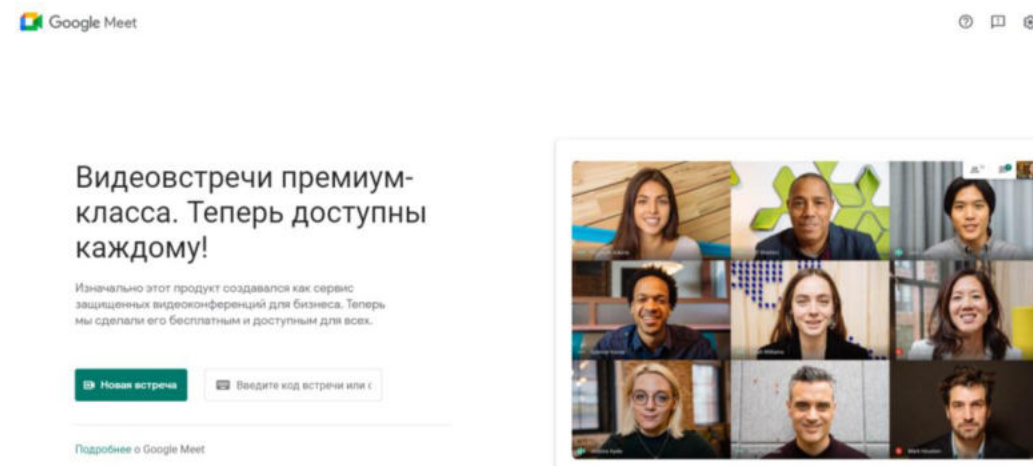 Google Meet
Видеовстречи премиум-
класса. Теперь доступны
каждому!
Изначально этот продукт создавался как сервис
защищенных видеоконференций для бизнеса. Теперь
мы сделали его бесплатным и доступным для всех.
Новая встреча
Введите код встречи или с
Подробнее о Google Meet